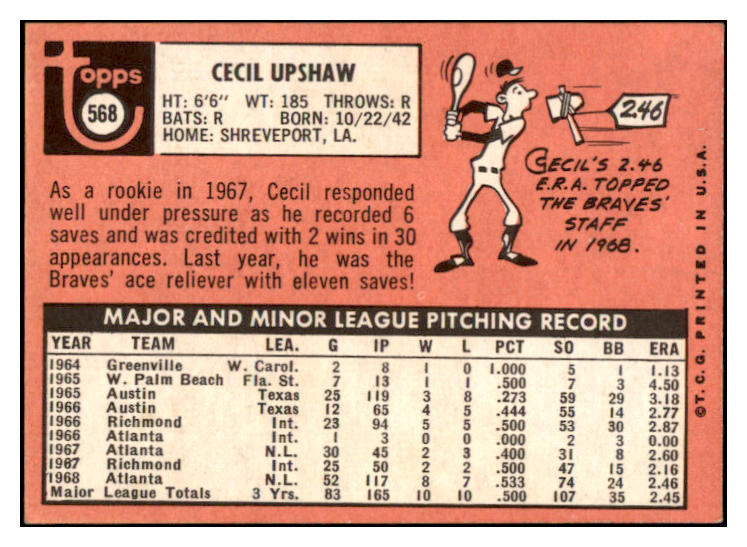 topps
568
CECIL UPSHAW
HT: 6'6" WT: 185 THROWS: R
BATS: R BORN: 10/22/42
HOME: SHREVEPORT, LA.
As a rookie in 1967, Cecil responded
well under pressure as he recorded 6
saves and was credited with 2 wins in 30
appearances. Last year, he was the
Braves' ace reliever with eleven saves!
2.46
CECIL'S 2.46
E.R.A. TOPPED
THE BRAVES'
STAFF
IN 1968.
MAJOR AND MINOR LEAGUE PITCHING RECORD
YEAR TEAM LEA. G IP W L PCT SO BB ERA
1964 Greenville W. Carol. 2 8 1 0 1.000 5 1 1.13
1965 W. Palm Beach Fla. St. 7 13 1 1 .500 7 3 4.50
1965 Austin Texas 25 119 3 8 .273 59 29 3.18
1966 Austin Texas 12 65 4 5 .444 55 14 2.77
1966 Richmond Int. 23 94 5 5 .500 53 30 2.87
1966 Atlanta Int. 1 3 0 0 .000 2 3 0.00
1967 Atlanta N.L. 30 45 2 3 .400 31 8 2.60
1967 Richmond Int. 25 50 2 2 .500 47 15 2.16
1968 Atlanta N.L. 52 117 8 7 .533 74 24 2.46
Major League Totals 3 Yrs. 83 165 10 10 .500 107 35 2.45
©T.C.G. PRINTED IN U.S.A.